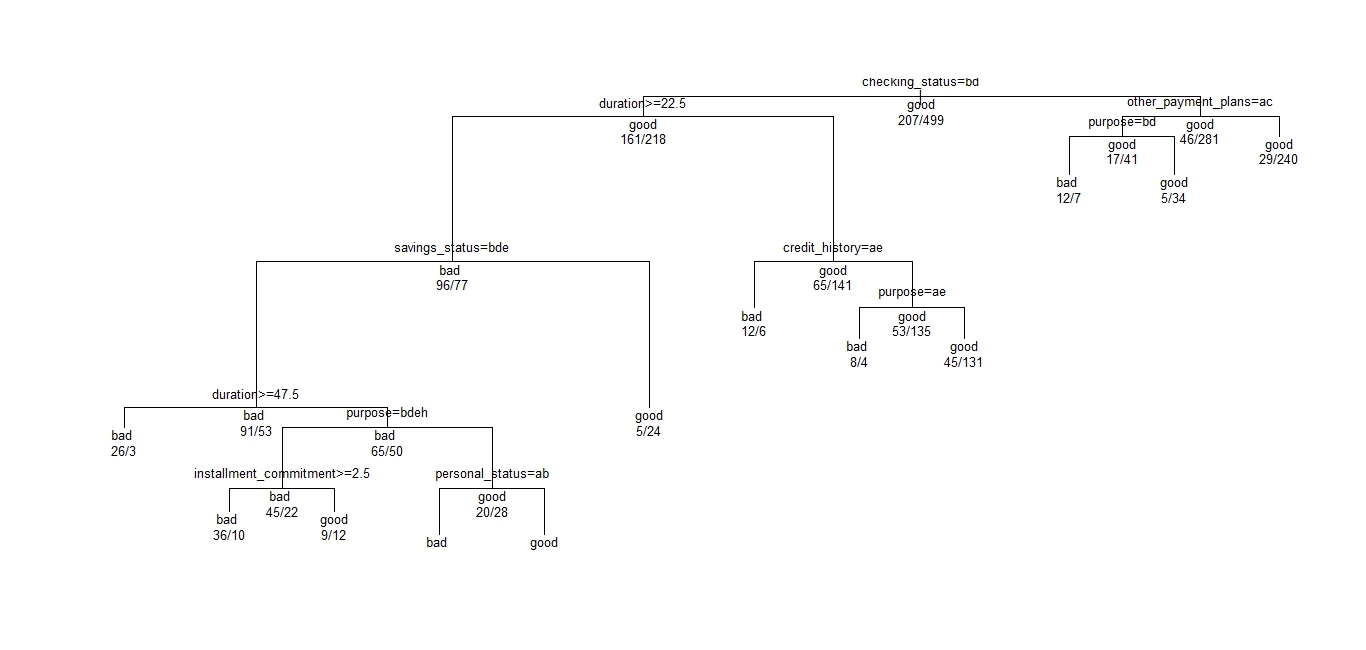 checking_status=bd
good
207/499
duration>=22.5
good
161/218
other_payment_plans=ac
good
46/281
purpose=bd
good
17/41
good
29/240
bad
12/7
good
5/34
savings_status=bde
bad
96/77
credit_history=ae
good
65/141
bad
12/6
purpose=ae
good
53/135
bad
8/4
good
45/131
duration>=47.5
bad
91/53
good
5/24
bad
26/3
purpose=bdeh
bad
65/50
installment_commitment>=2.5
bad
45/22
personal_status=ab
good
20/28
bad
36/10
good
9/12
bad
good